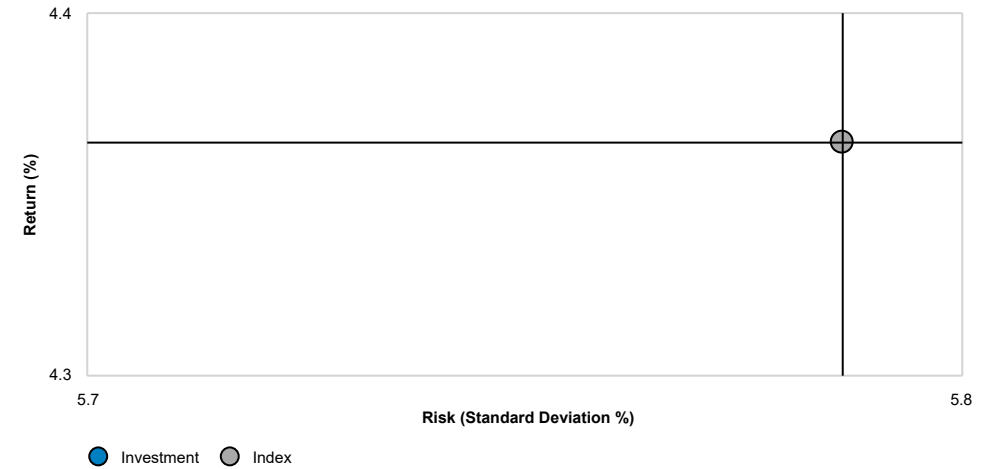 4.4
Return (%)
4.3
5.7
5.8
Risk (Standard Deviation %)
Investment Index